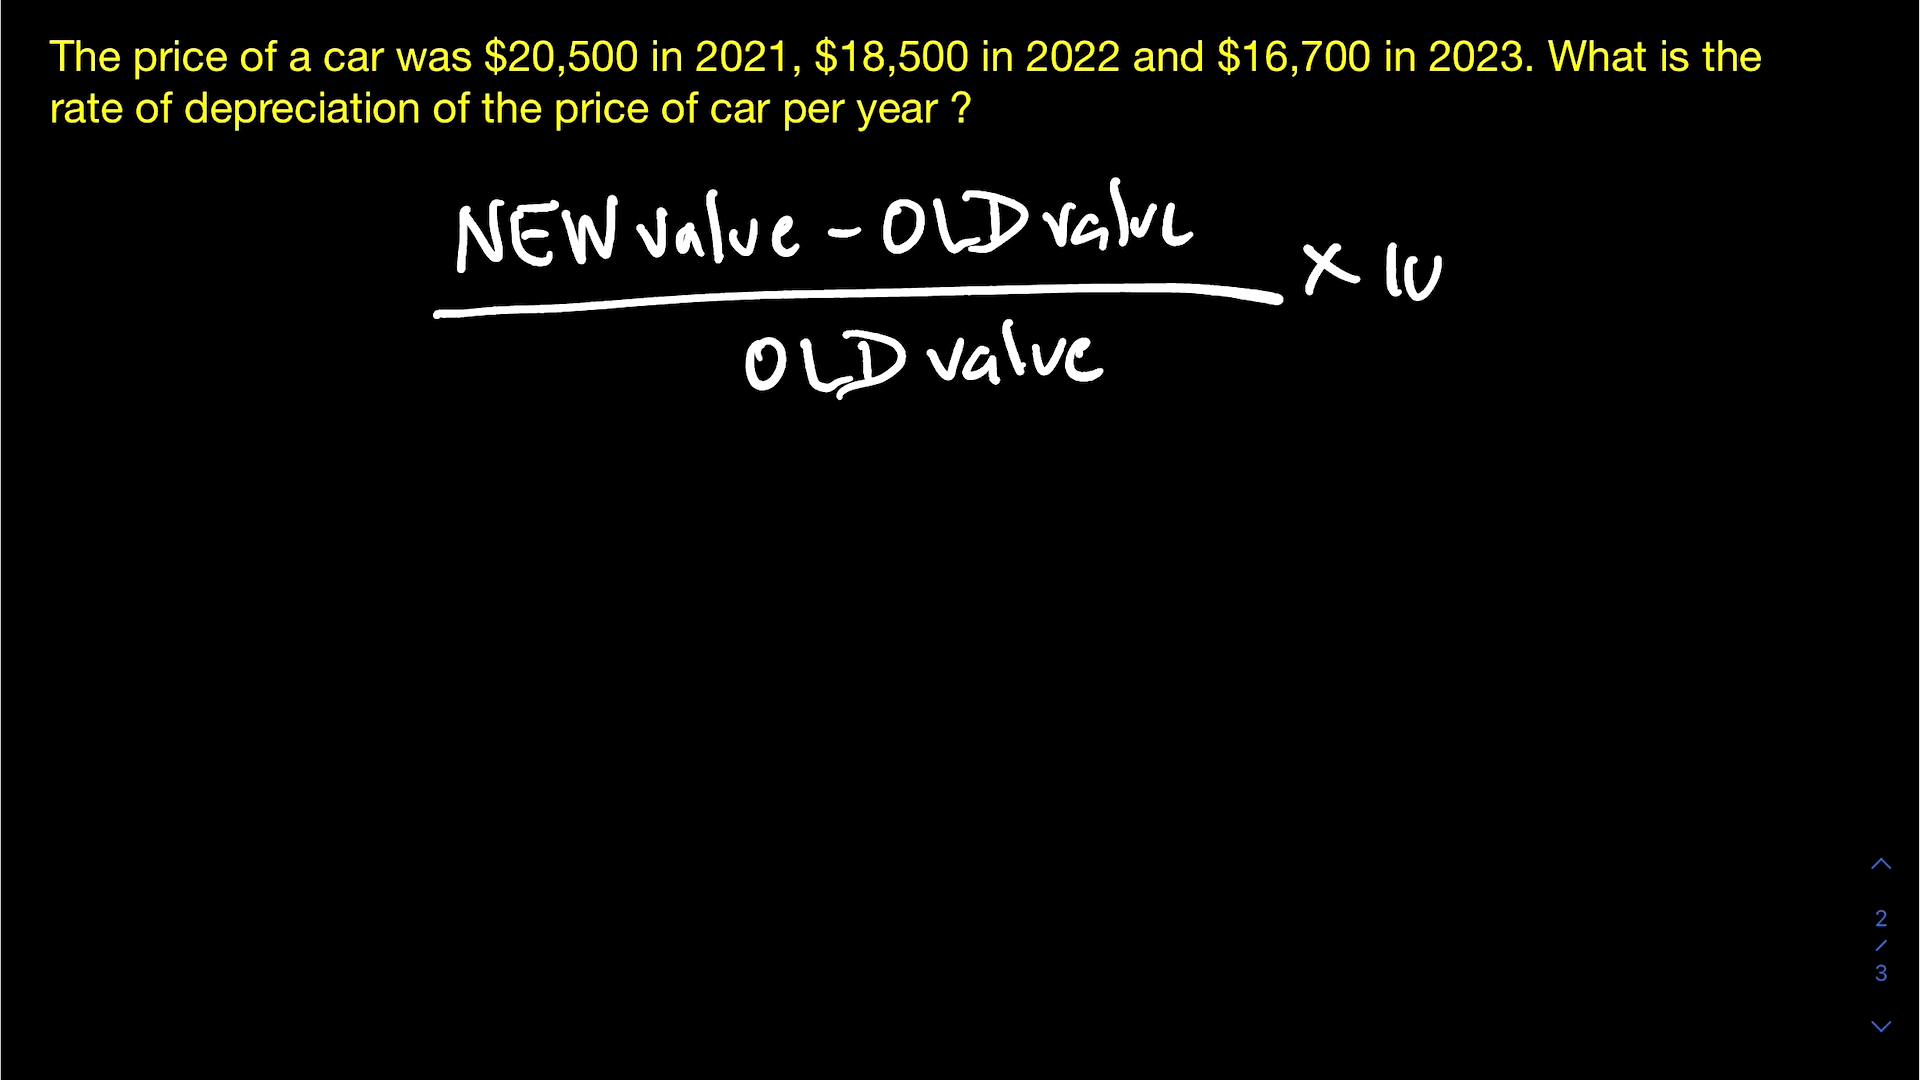 The price of a car was $20,500 in 2021, $18,500 in 2022 and $16,700 in 2023. What is the
rate of depreciation of the price of car per year ?
NEW value - OLD value
× 10
OLD value
2
/
3